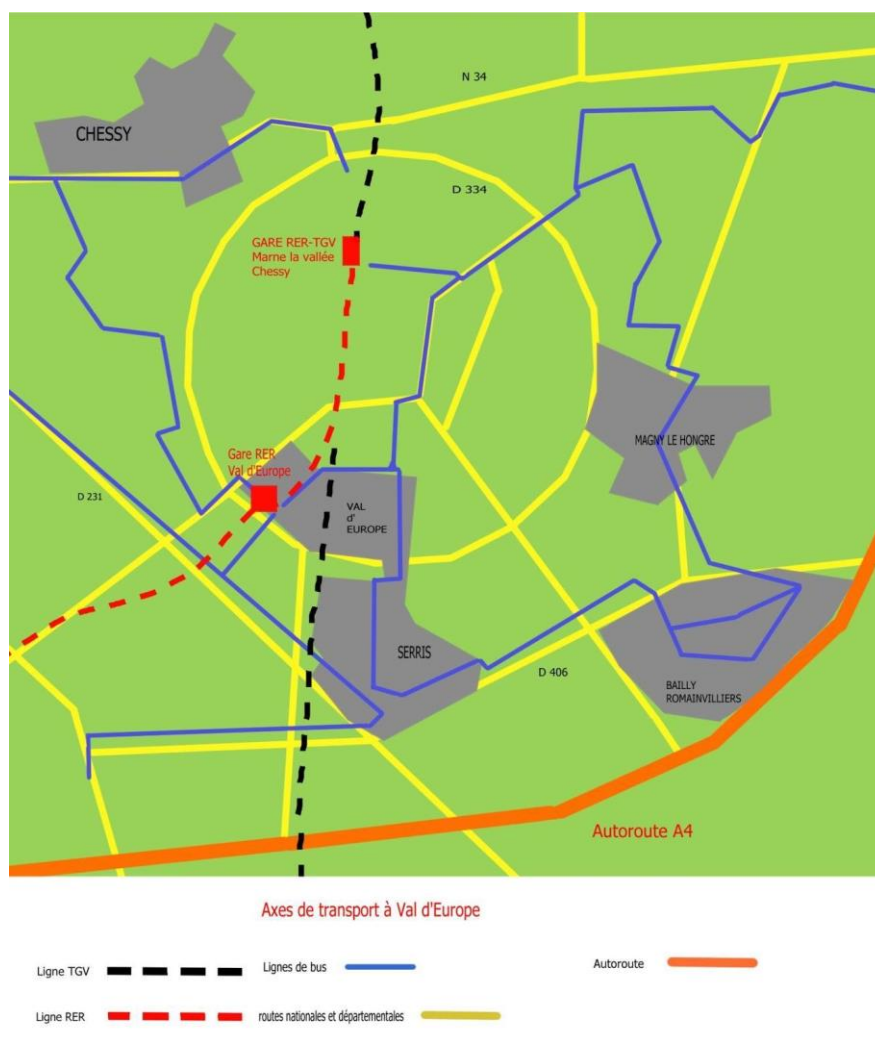 N 34
CHESSY
D 334
GARE RER-TGV
Marne la vallée
Chessy
MAGNY LE HONGRE
Gare RER
Val d'Europe
D 231
VAL
d'
EUROPE
SERRIS
D 406
BAILLY
ROMAINVILLIERS
Autoroute A4
Axes de transport à Val d'Europe
Ligne TGV
Lignes de bus
Autoroute
Ligne RER
routes nationales et départementales